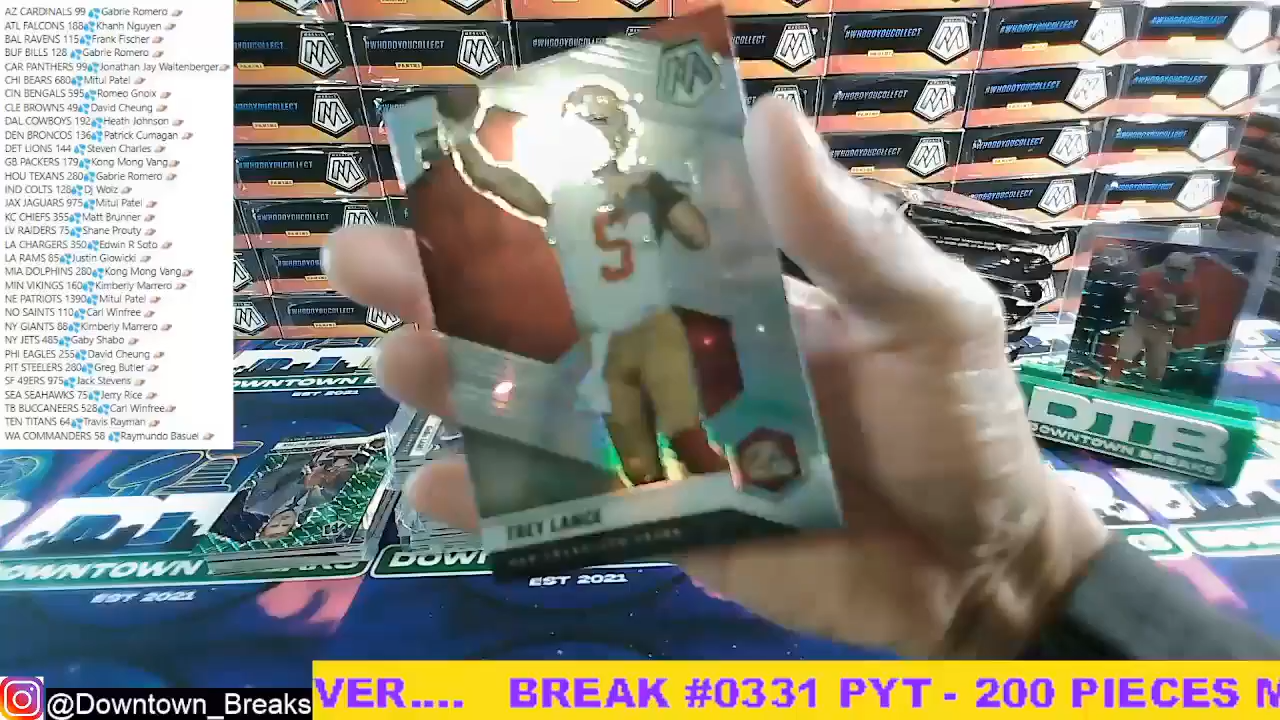 AZ CARDINALS 99 Gabrie Romero
ATL FALCONS 188 Khanh Nguyen
BAL RAVENS 115 Frank Fischer
BUF BILLS 128 Gabrie Romero
CAR PANTHERS 99 Jonathan Jay Waltenberger
CHI BEARS 680 Mitul Patel
CIN BENGALS 595 Romeo Gnoix
CLE BROWNS 49 David Cheung
DAL COWBOYS 192 Heath Johnson
DEN BRONCOS 136 Patrick Cumagan
DET LIONS 144 Steven Charles
GB PACKERS 179 Kong Mong Vang
HOU TEXANS 280 Gabrie Romero
IND COLTS 128 DJ Wolz
JAX JAGUARS 975 Mitul Patel
KC CHIEFS 355 Matt Brunner
LV RAIDERS 75 Shane Prouty
LA CHARGERS 350 Edwin R Soto
LA RAMS 85 Justin Glowicki
MIA DOLPHINS 280 Kong Mong Vang
MIN VIKINGS 160 Kimberly Marrero
NE PATRIOTS 1390 Mitul Patel
NO SAINTS 110 Carl Winfree
NY GIANTS 88 Kimberly Marrero
NY JETS 485 Gaby Shabo
PHI EAGLES 255 David Cheung
PIT STEELERS 280 Greg Butler
SF 49ERS 975 Jack Stevens
SEA SEAHAWKS 75 Jerry Rice
TB BUCCANEERS 528 Carl Winfree
TEN TITANS 64 Travis Rayman
WA COMMANDERS 58 Raymundo Basuel
#WHODOYOUCOLLECT
PANINI
5
TREY LANCE
DTB
DOWNTOWN BREAKS
DOWNTOWN BREAKS
EST 2021
EST 2021
@Downtown_Breaks
VER.... BREAK #0331 PYT - 200 PIECES